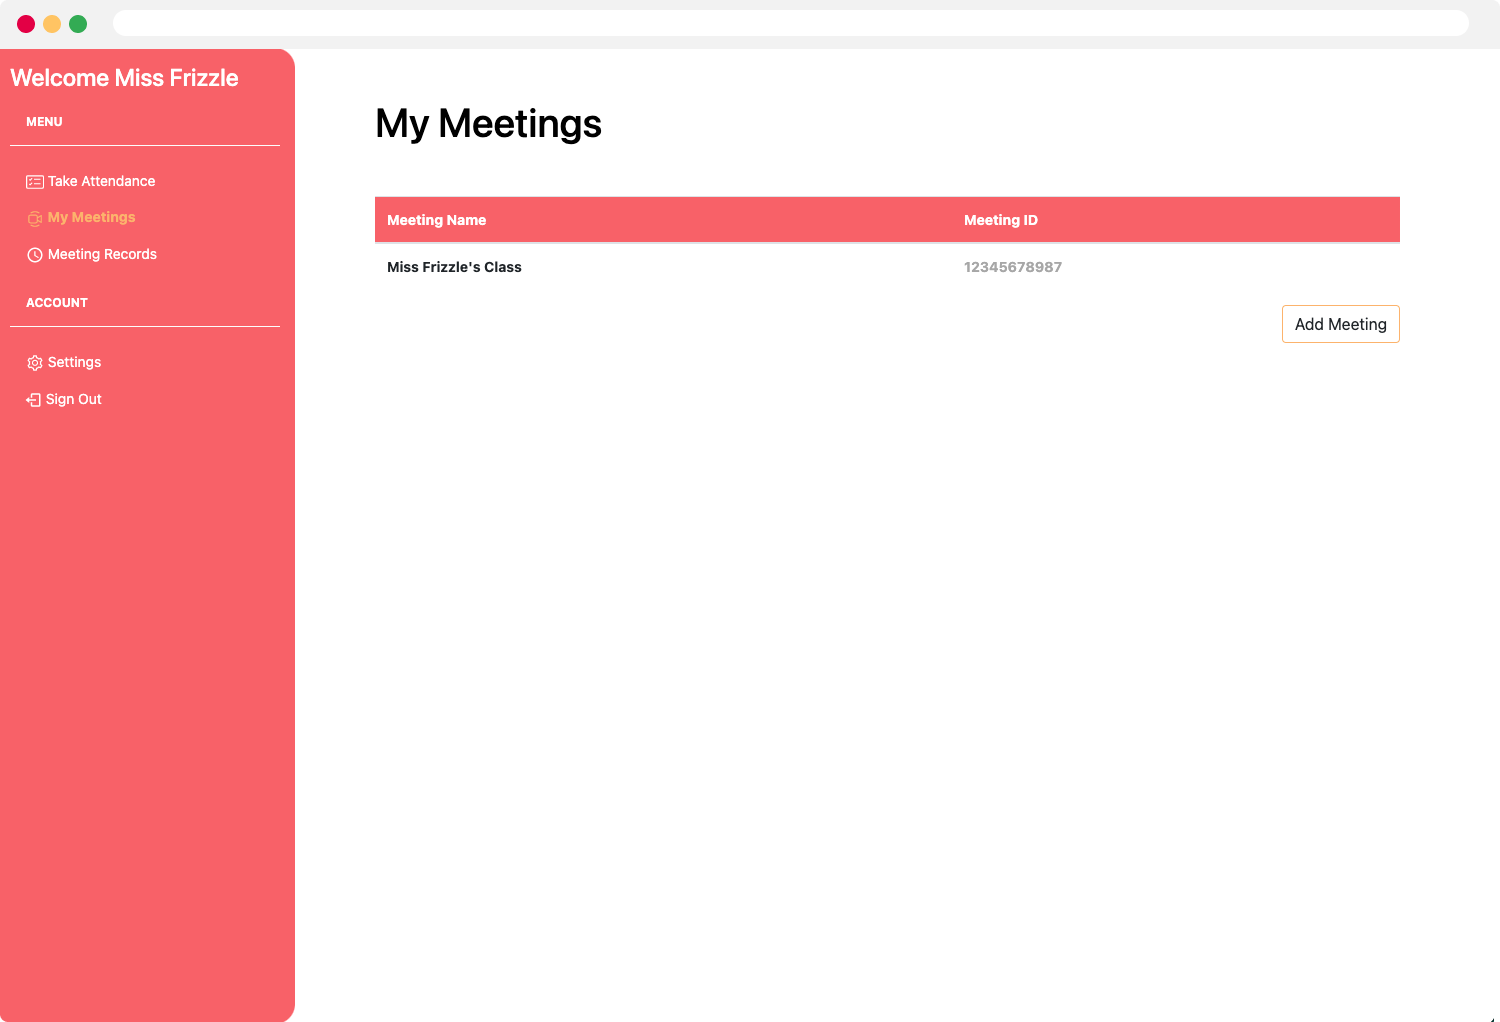 Welcome Miss Frizzle
MENU
Take Attendance
My Meetings
Meeting Records
ACCOUNT
Settings
Sign Out
My Meetings
Meeting Name Meeting ID
Miss Frizzle's Class 12345678987
Add Meeting